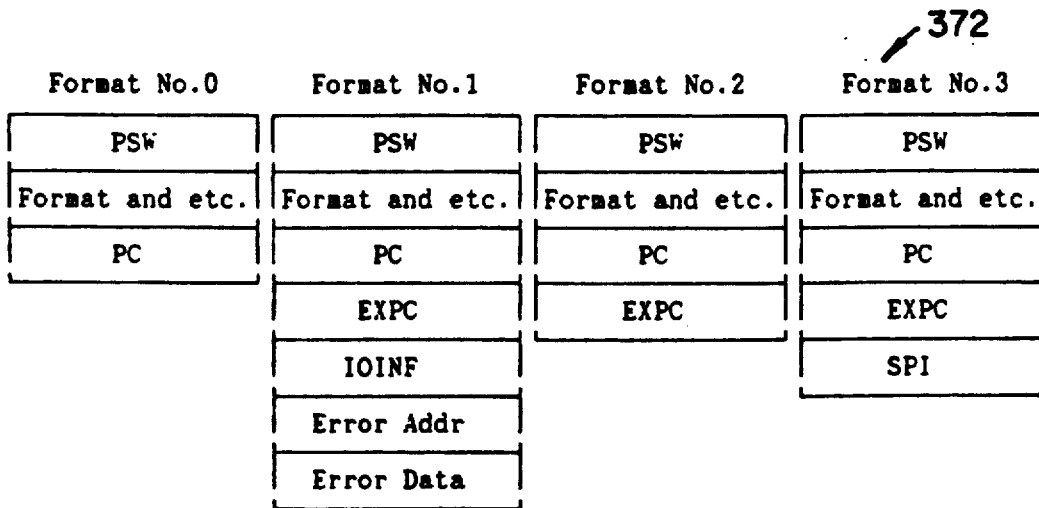 372
Format No.0 Format No.1 Format No.2 Format No.3
PSW PSW PSW PSW
Format and etc. Format and etc. Format and etc. Format and etc.
PC PC PC PC
EXPC EXPC EXPC
IOINF SPI
Error Addr
Error Data